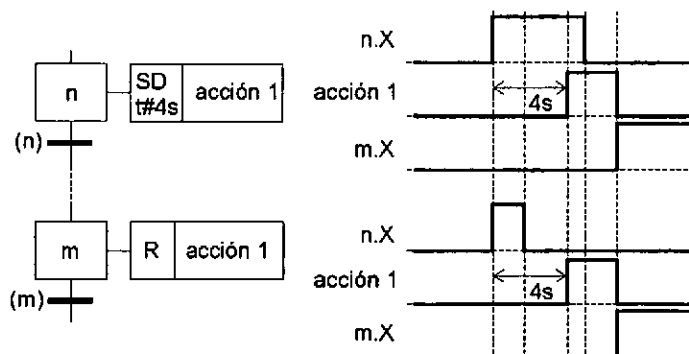 n
SD
t#4s
acción 1
(n)
m
R
acción 1
(m)
n.X
acción 1
4s
m.X
n.X
acción 1
4s
m.X